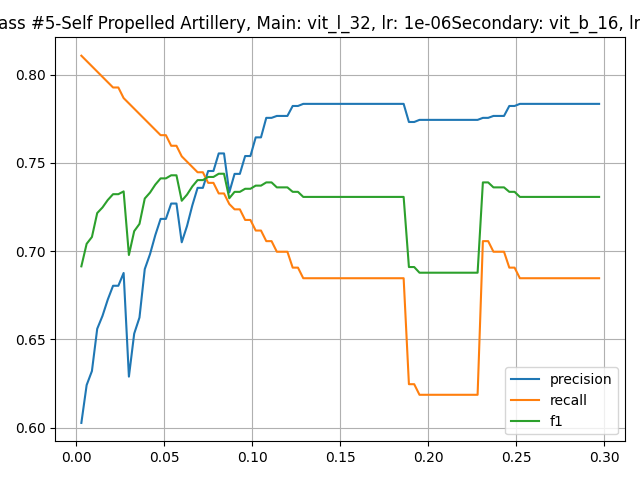 ass #5-Self Propelled Artillery, Main: vit_l_32, lr: 1e-06Secondary: vit_b_16, lr
0.80
0.75
0.70
0.65
0.60
0.00 0.05 0.10 0.15 0.20 0.25 0.30
precision
recall
f1